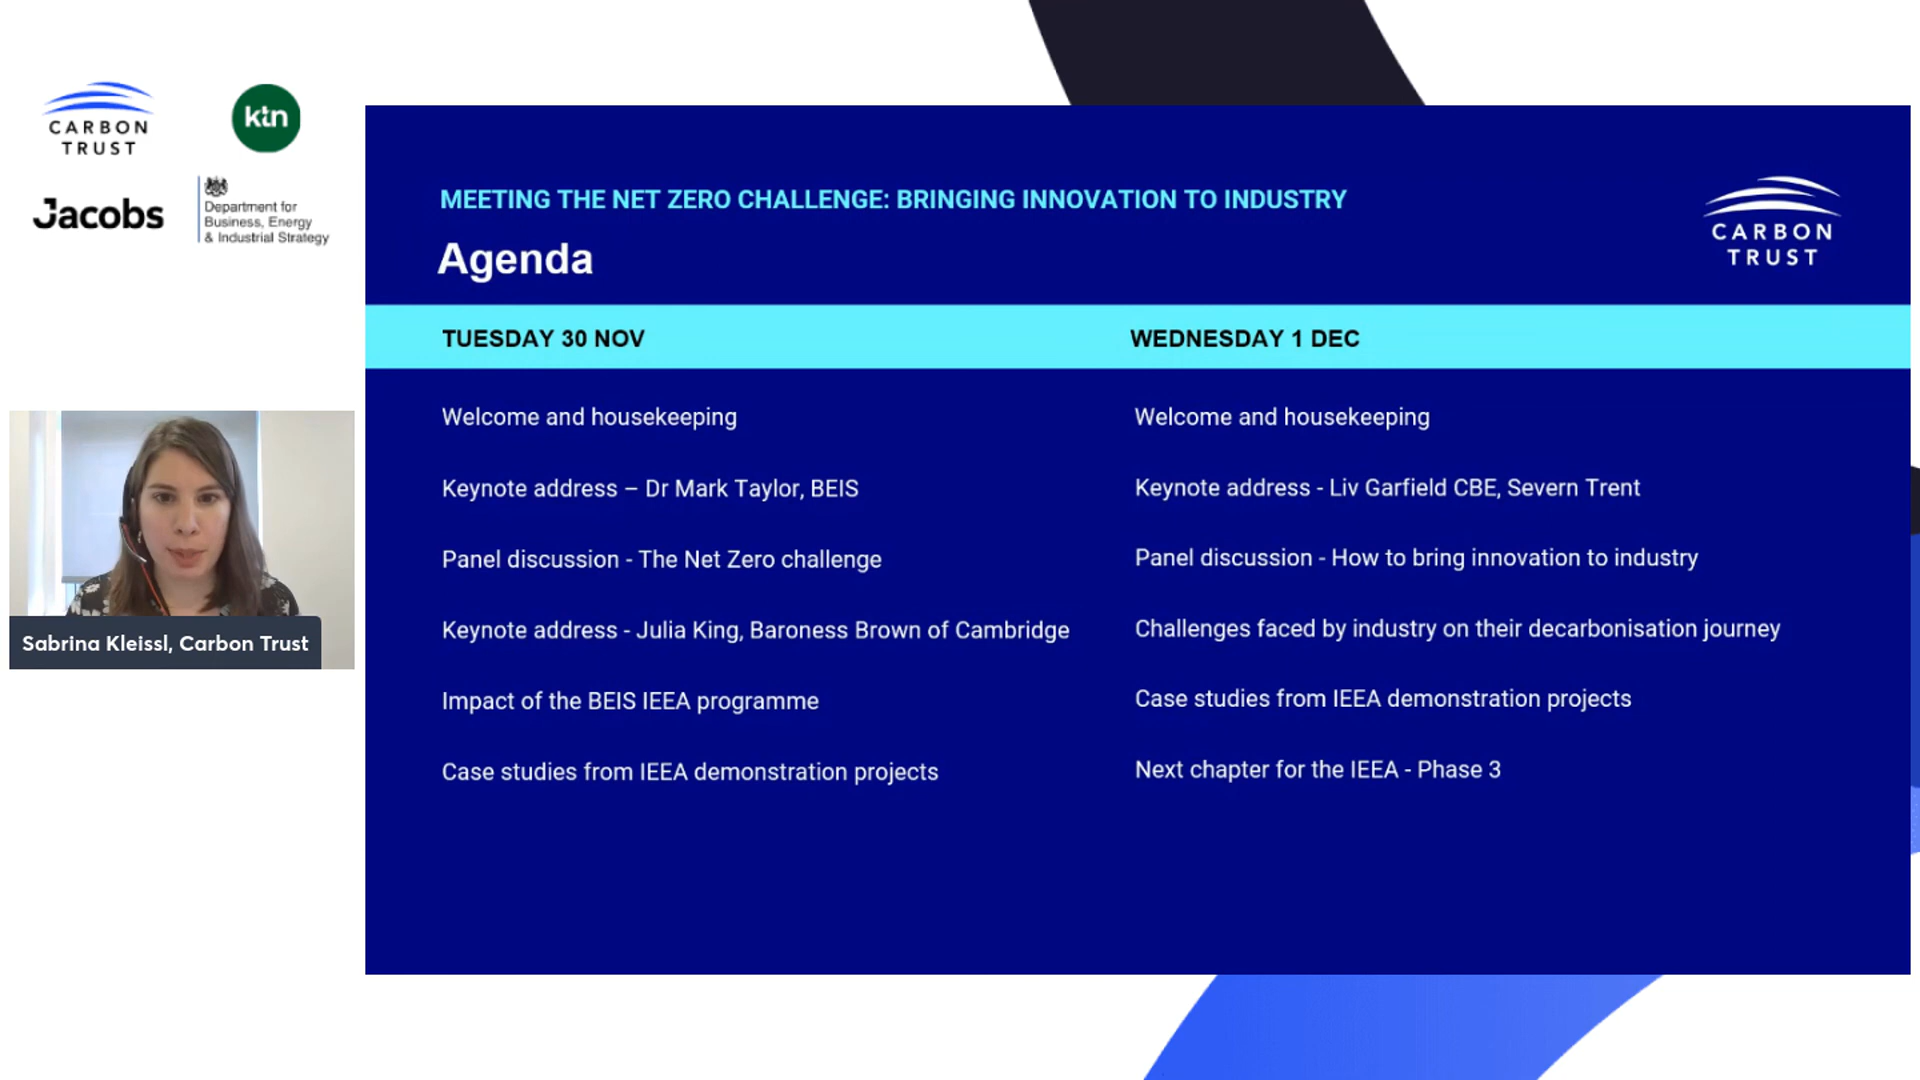 CARBON
TRUST
ktn
Jacobs
Department for
Business, Energy
& Industrial Strategy
MEETING THE NET ZERO CHALLENGE: BRINGING INNOVATION TO INDUSTRY
Agenda
CARBON
TRUST
TUESDAY 30 NOV
Welcome and housekeeping
Keynote address – Dr Mark Taylor, BEIS
Panel discussion - The Net Zero challenge
Keynote address - Julia King, Baroness Brown of Cambridge
Impact of the BEIS IEEA programme
Case studies from IEEA demonstration projects
WEDNESDAY 1 DEC
Welcome and housekeeping
Keynote address - Liv Garfield CBE, Severn Trent
Panel discussion - How to bring innovation to industry
Challenges faced by industry on their decarbonisation journey
Case studies from IEEA demonstration projects
Next chapter for the IEEA - Phase 3
Sabrina Kleissl, Carbon Trust